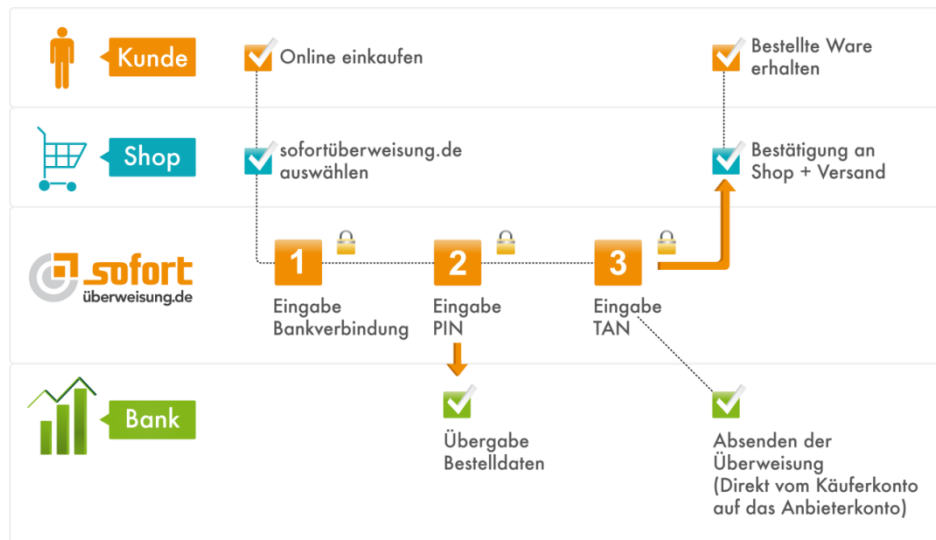 Kunde
Online einkaufen
Bestellte Ware
erhalten
Shop
sofortüberweisung.de
auswählen
Bestätigung an
Shop + Versand
sofort
überweisung.de
1
2
3
Eingabe
Bankverbindung
Eingabe
PIN
Eingabe
TAN
Bank
Übergabe
Bestelldaten
Absenden der
Überweisung
(Direkt vom Käuferkonto
auf das Anbieterkonto)